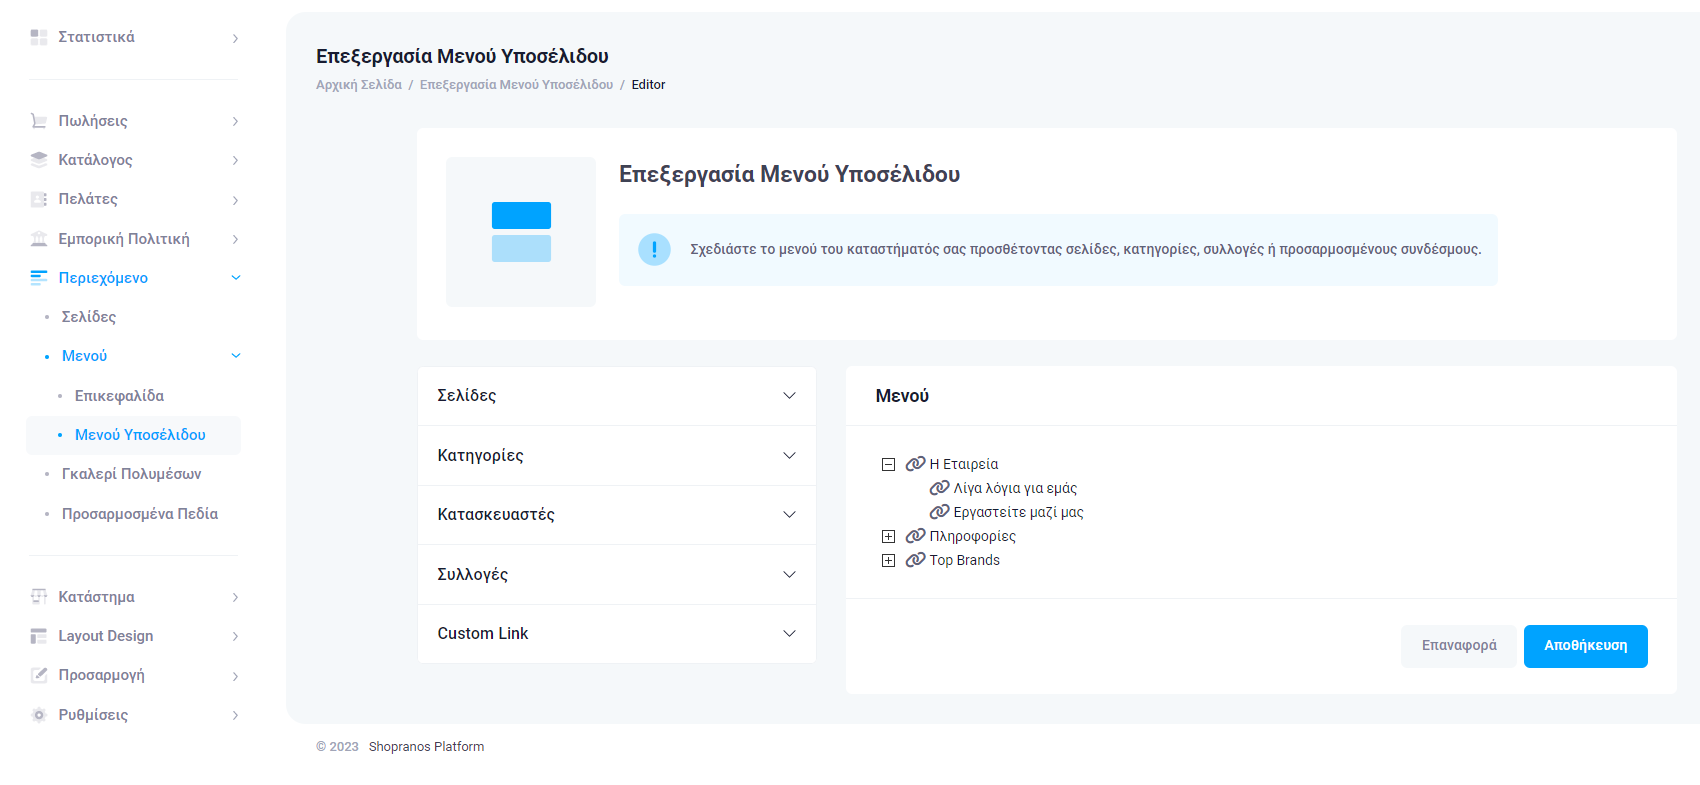 Στατιστικά
Πωλήσεις
Κατάλογος
Πελάτες
Εμπορική Πολιτική
Περιεχόμενο
Σελίδες
Μενού
Επικεφαλίδα
Μενού Υποσέλιδου
Γκαλερί Πολυμέσων
Προσαρμοσμένα Πεδία
Κατάστημα
Layout Design
Προσαρμογή
Ρυθμίσεις
Επεξεργασία Μενού Υποσέλιδου
Αρχική Σελίδα / Επεξεργασία Μενού Υποσέλιδου / Editor
Επεξεργασία Μενού Υποσέλιδου
Σχεδιάστε το μενού του καταστήματός σας προσθέτοντας σελίδες, κατηγορίες, συλλογές ή προσαρμοσμένους συνδέσμους.
Σελίδες
Κατηγορίες
Κατασκευαστές
Συλλογές
Custom Link
Μενού
Η Εταιρεία
Λίγα λόγια για εμάς
Εργαστείτε μαζί μας
Πληροφορίες
Top Brands
Επαναφορά
Αποθήκευση
© 2023 Shopranos Platform